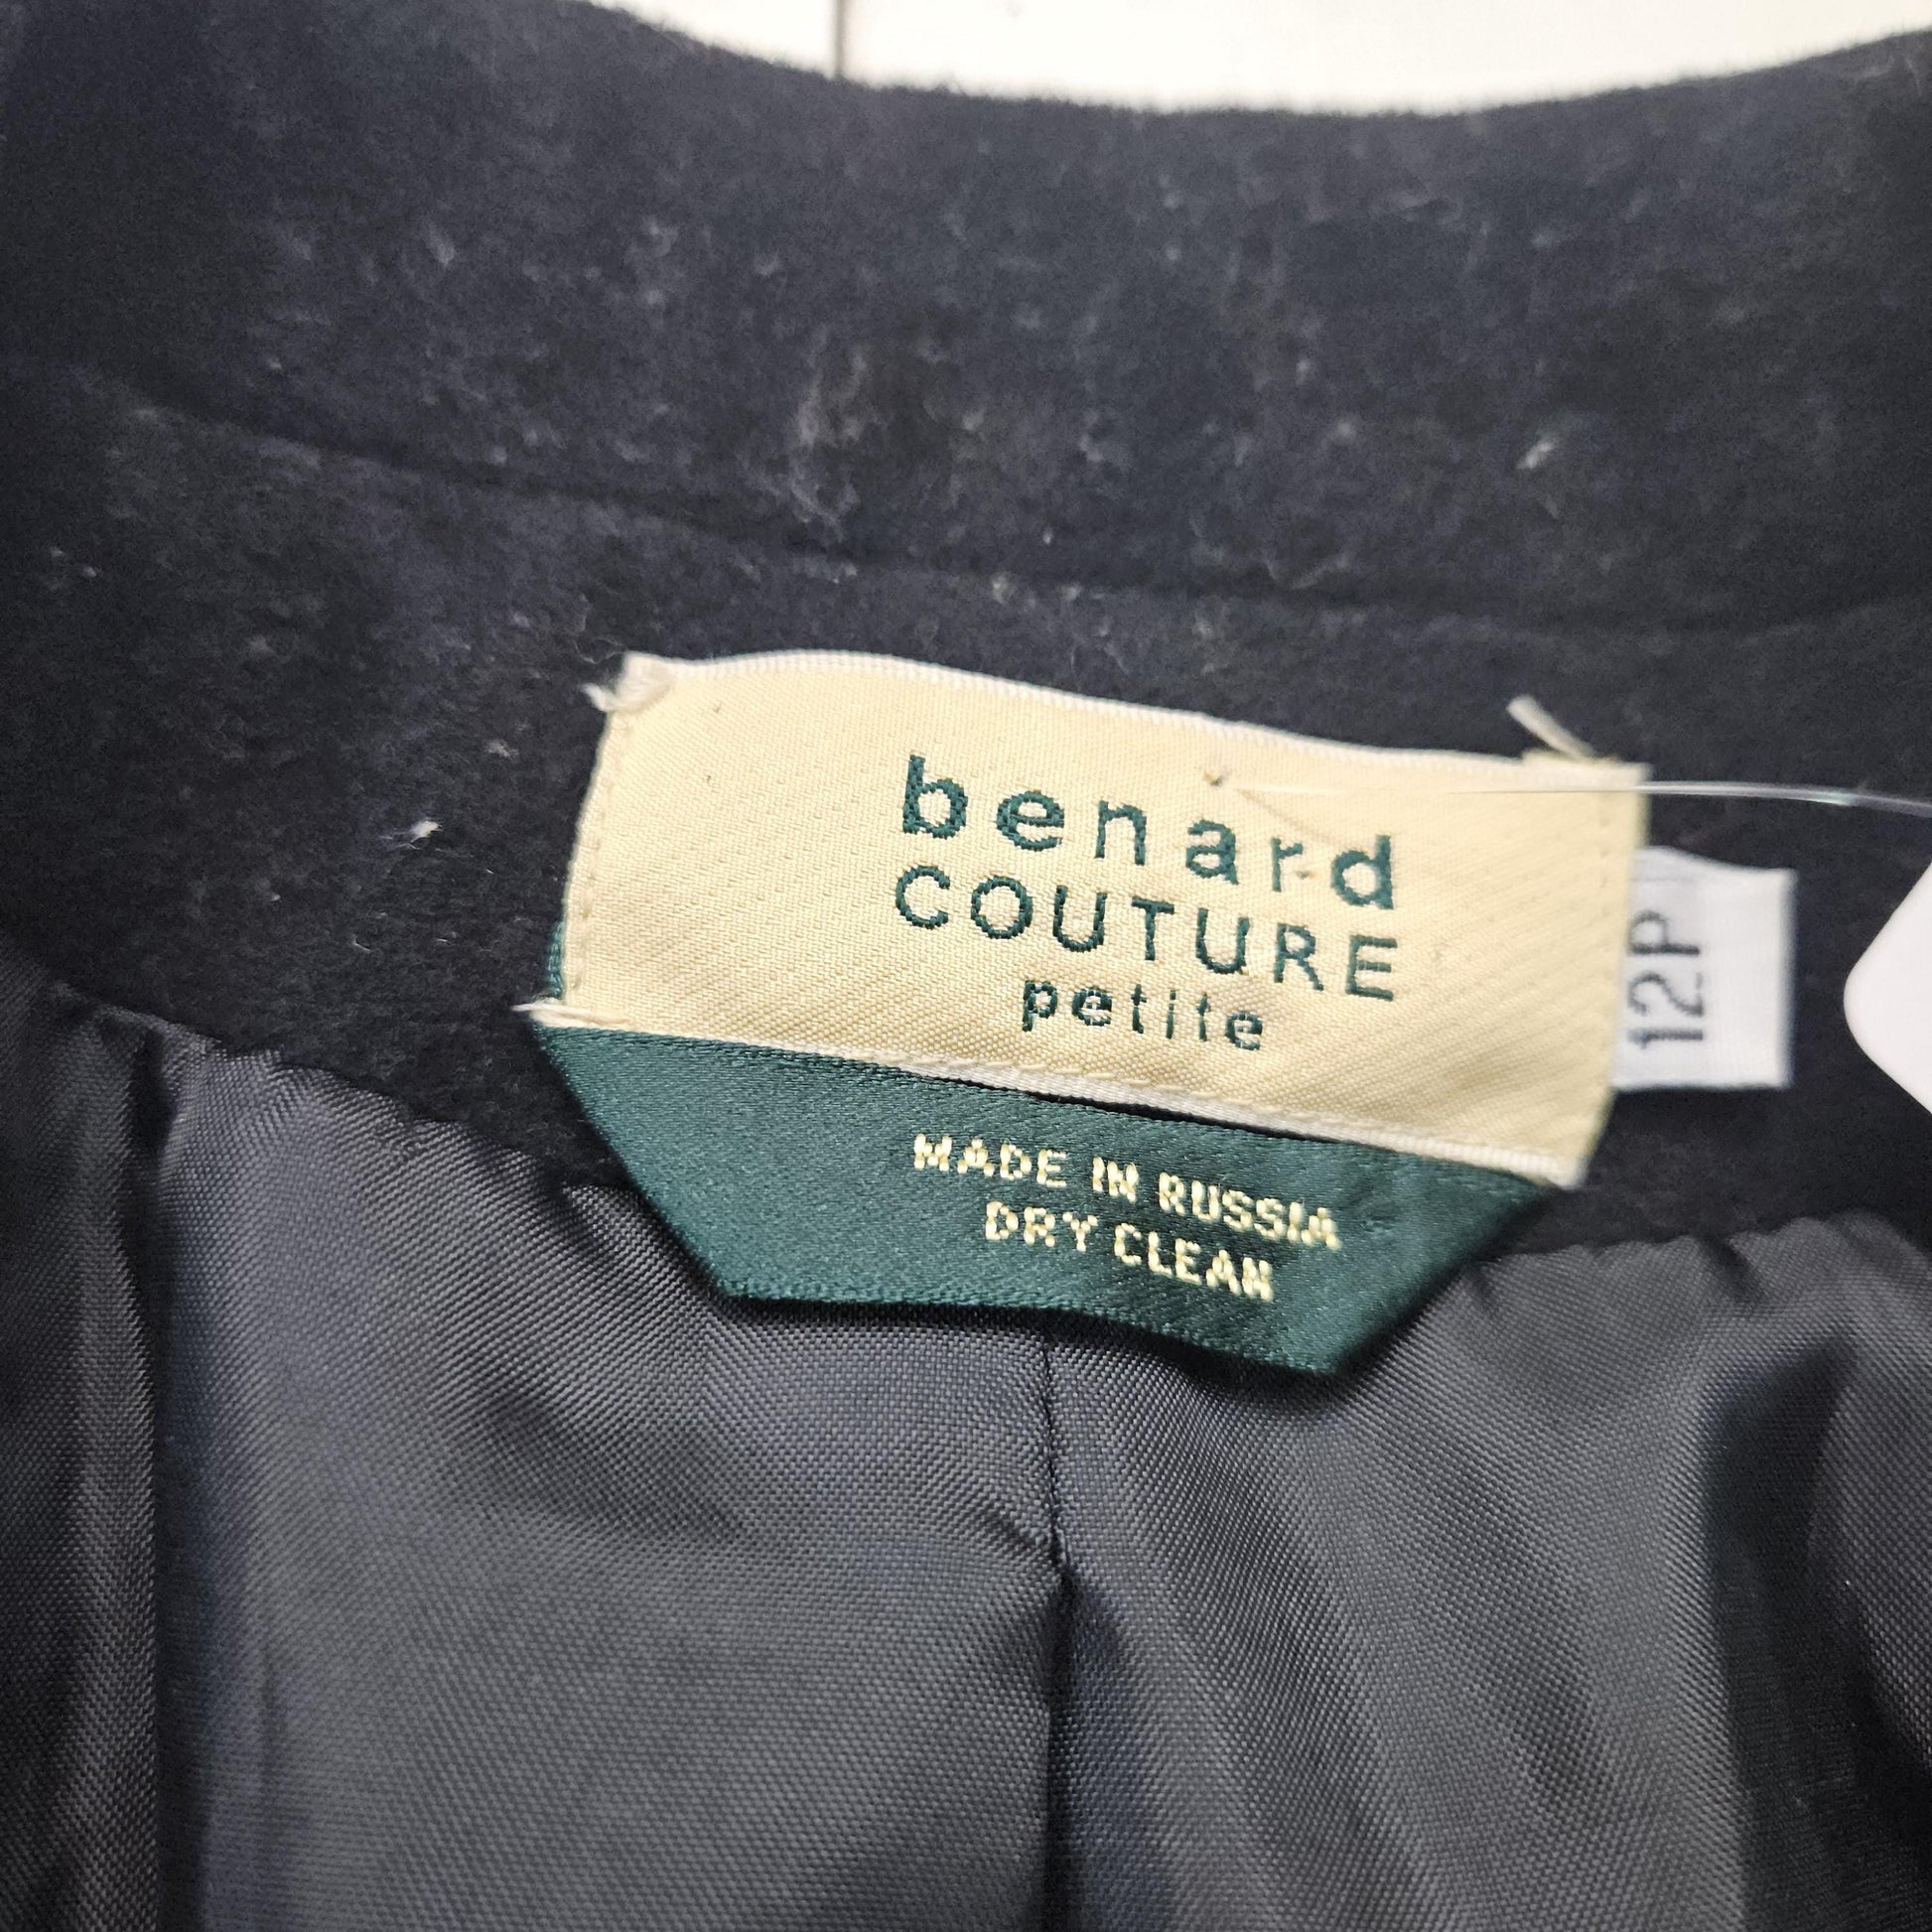 benard
COUTURE
petite
12P
MADE IN RUSSIA
DRY CLEAN